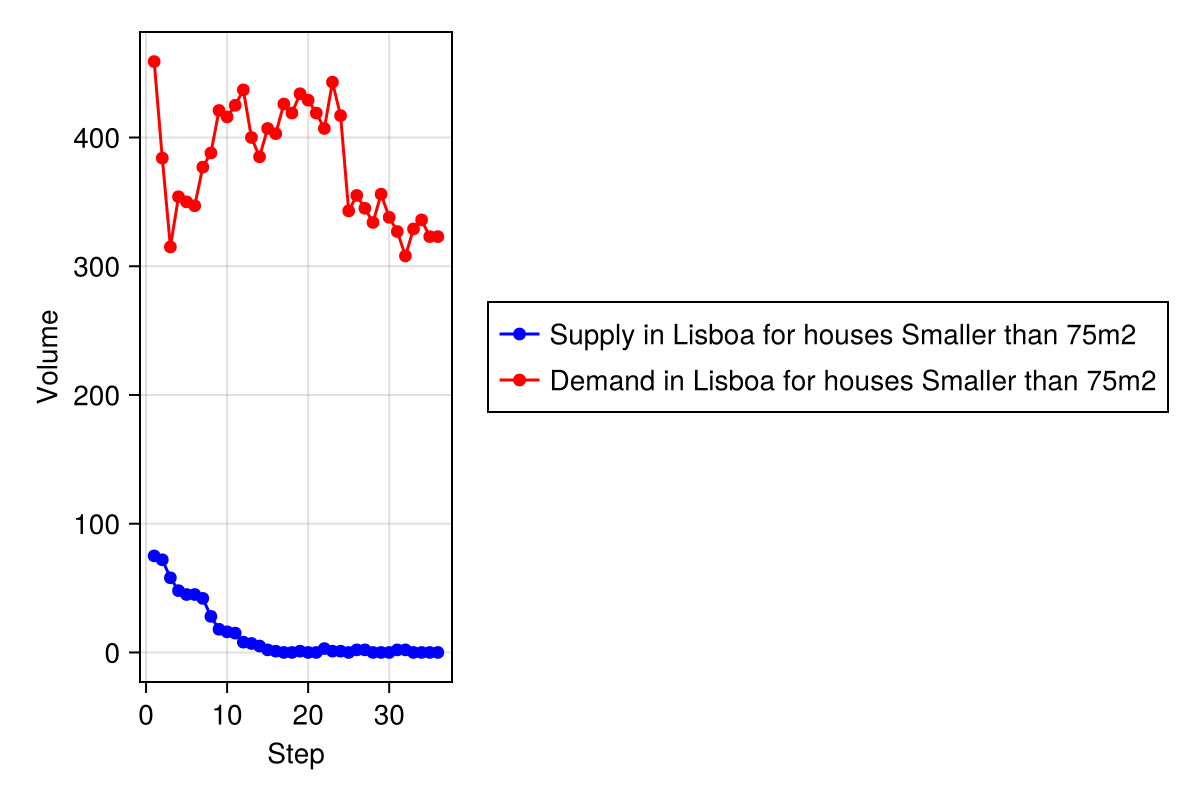 400
300
200
100
0
Volume
0 10 20 30
Step
Supply in Lisboa for houses Smaller than 75m2
Demand in Lisboa for houses Smaller than 75m2